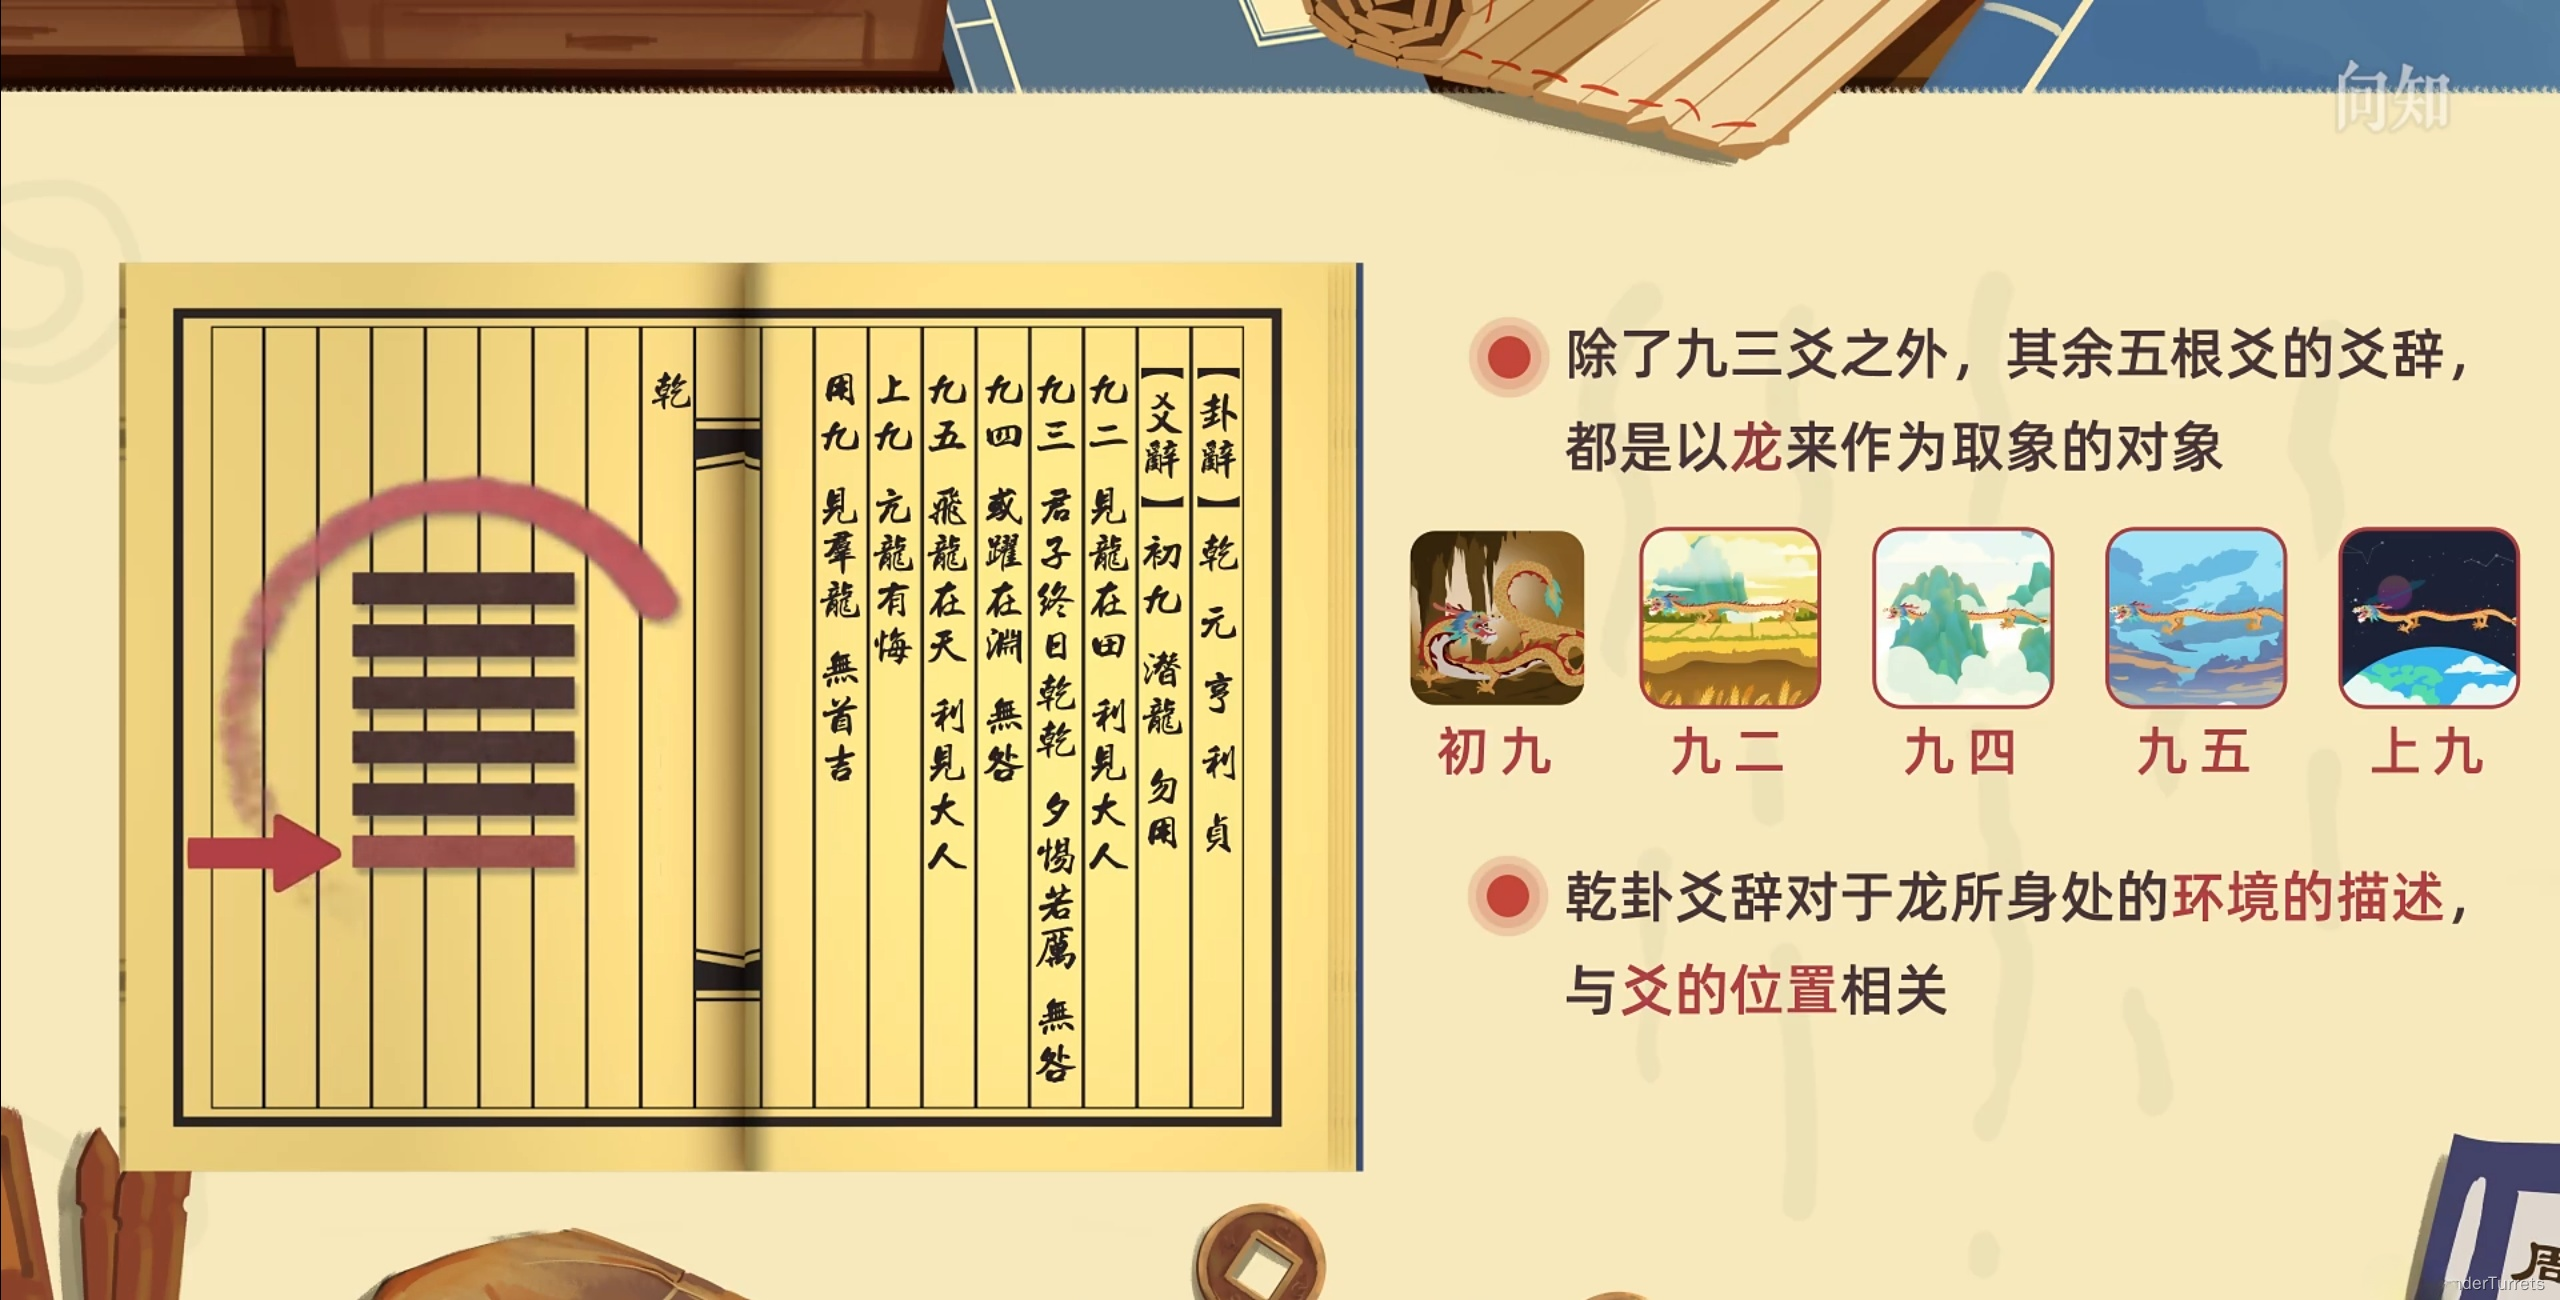 问知
【卦辭】乾 元 亨 利 貞
【爻辭】初九 潛龍 勿用
九二 見龍在田 利見大人
九三 君子終日乾乾 夕惕若厲 無咎
九四 或躍在淵 無咎
九五 飛龍在天 利見大人
上九 亢龍有悔
用九 見羣龍 無首吉
乾
除了九三爻之外，其余五根爻的爻辞，
都是以龙来作为取象的对象
初九
九二
九四
九五
上九
乾卦爻辞对于龙所身处的环境的描述，
与爻的位置相关
周